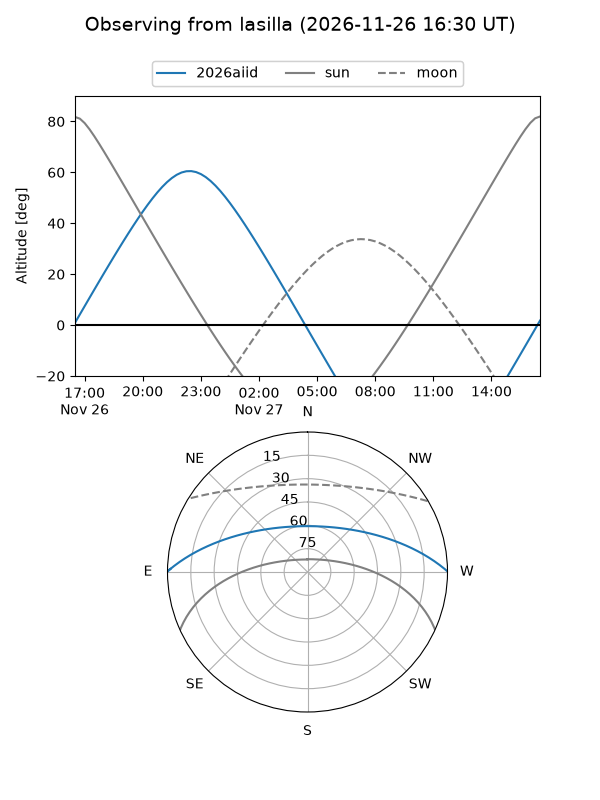 Observing from lasilla (2026-11-26 16:30 UT)
2026aiid sun moon
80
60
40
20
0
−20
Altitude [deg]
17:00 20:00 23:00 02:00 05:00 08:00 11:00 14:00
Nov 26 Nov 27
N
NE NW
15
30
45
60
75
E W
SE SW
S